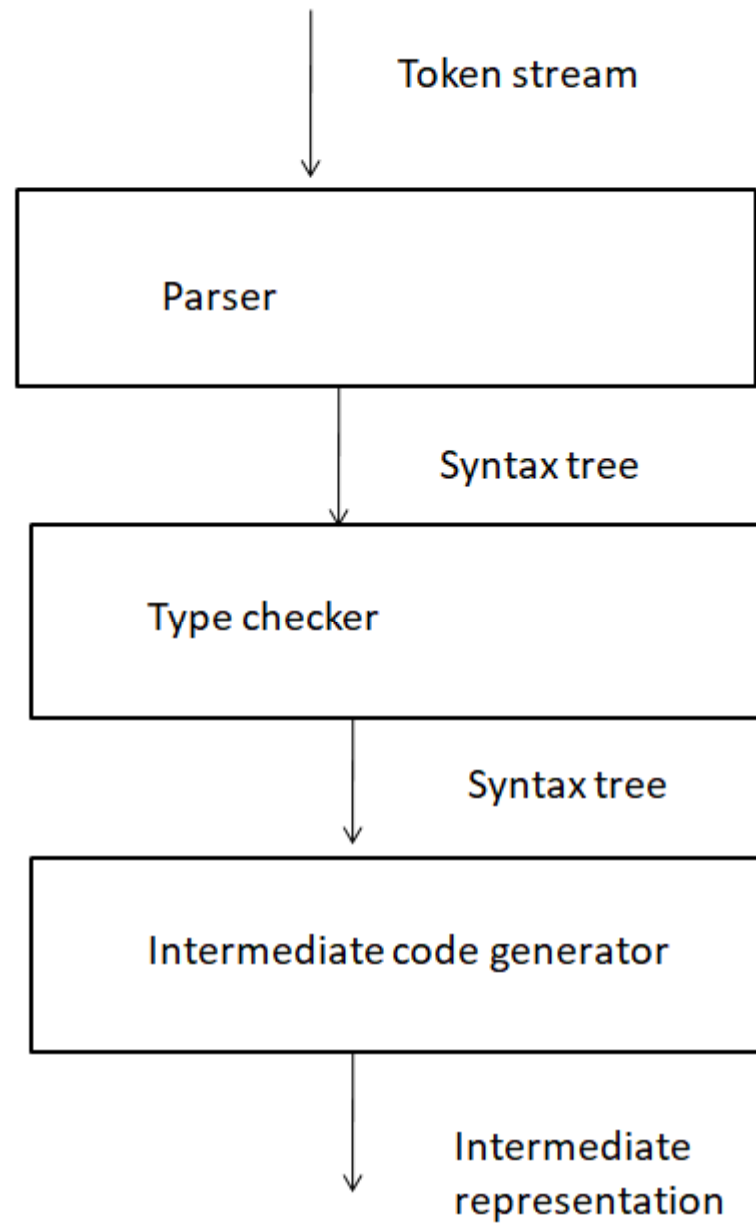 Token stream
Parser
Syntax tree
Type checker
Syntax tree
Intermediate code generator
Intermediate
representation